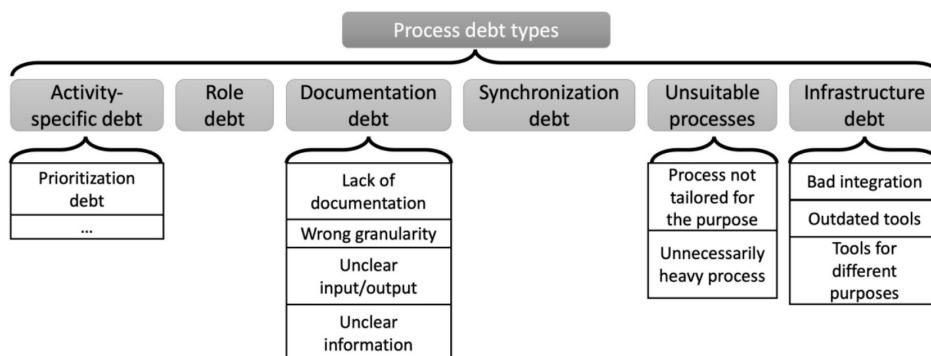 Process debt types
Activity-
specific debt
Role
debt
Documentation
debt
Synchronization
debt
Unsuitable
processes
Infrastructure
debt
Prioritization
debt
...
Lack of
documentation
Wrong granularity
Unclear
input/output
Unclear
information
Process not
tailored for
the purpose
Unnecessarily
heavy process
Bad integration
Outdated tools
Tools for
different
purposes